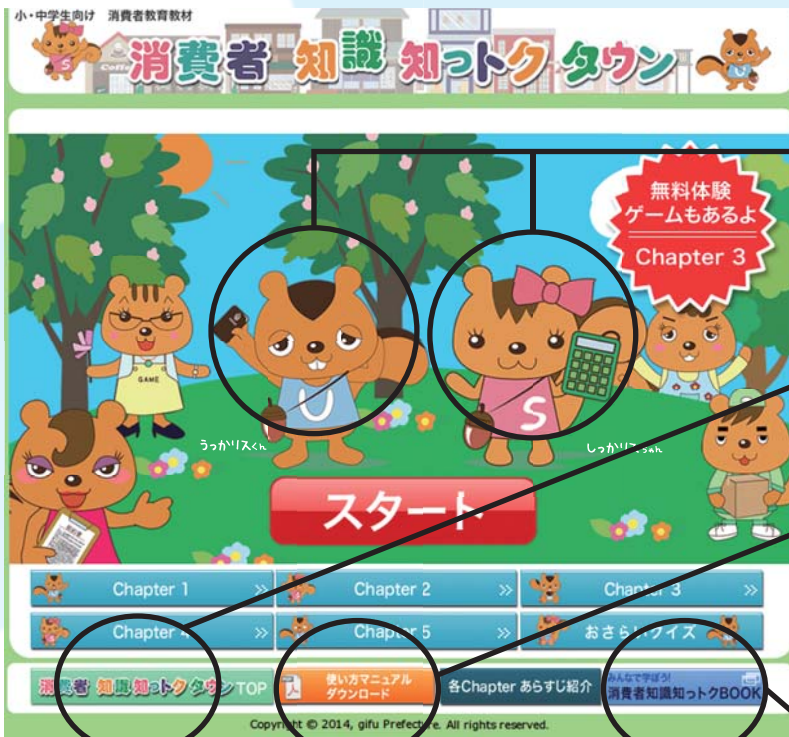 小・中学生向け 消費者教育教材
消費者 知識 知っトク タウン
無料体験
ゲームもあるよ
Chapter 3
GAME
U
S
うっかりスくん
しっかりスちゃん
契約書
スタート
Chapter 1 >>
Chapter 2 >>
Chapter 3 >>
Chapter 4 >>
Chapter 5 >>
おさらいクイズ
消費者 知識 知っトク タウン TOP
使い方マニュアル
ダウンロード
各Chapter あらすじ紹介
みんなで学ぼう!
消費者知識知っトクBOOK
Copyright © 2014, gifu Prefecture. All rights reserved.